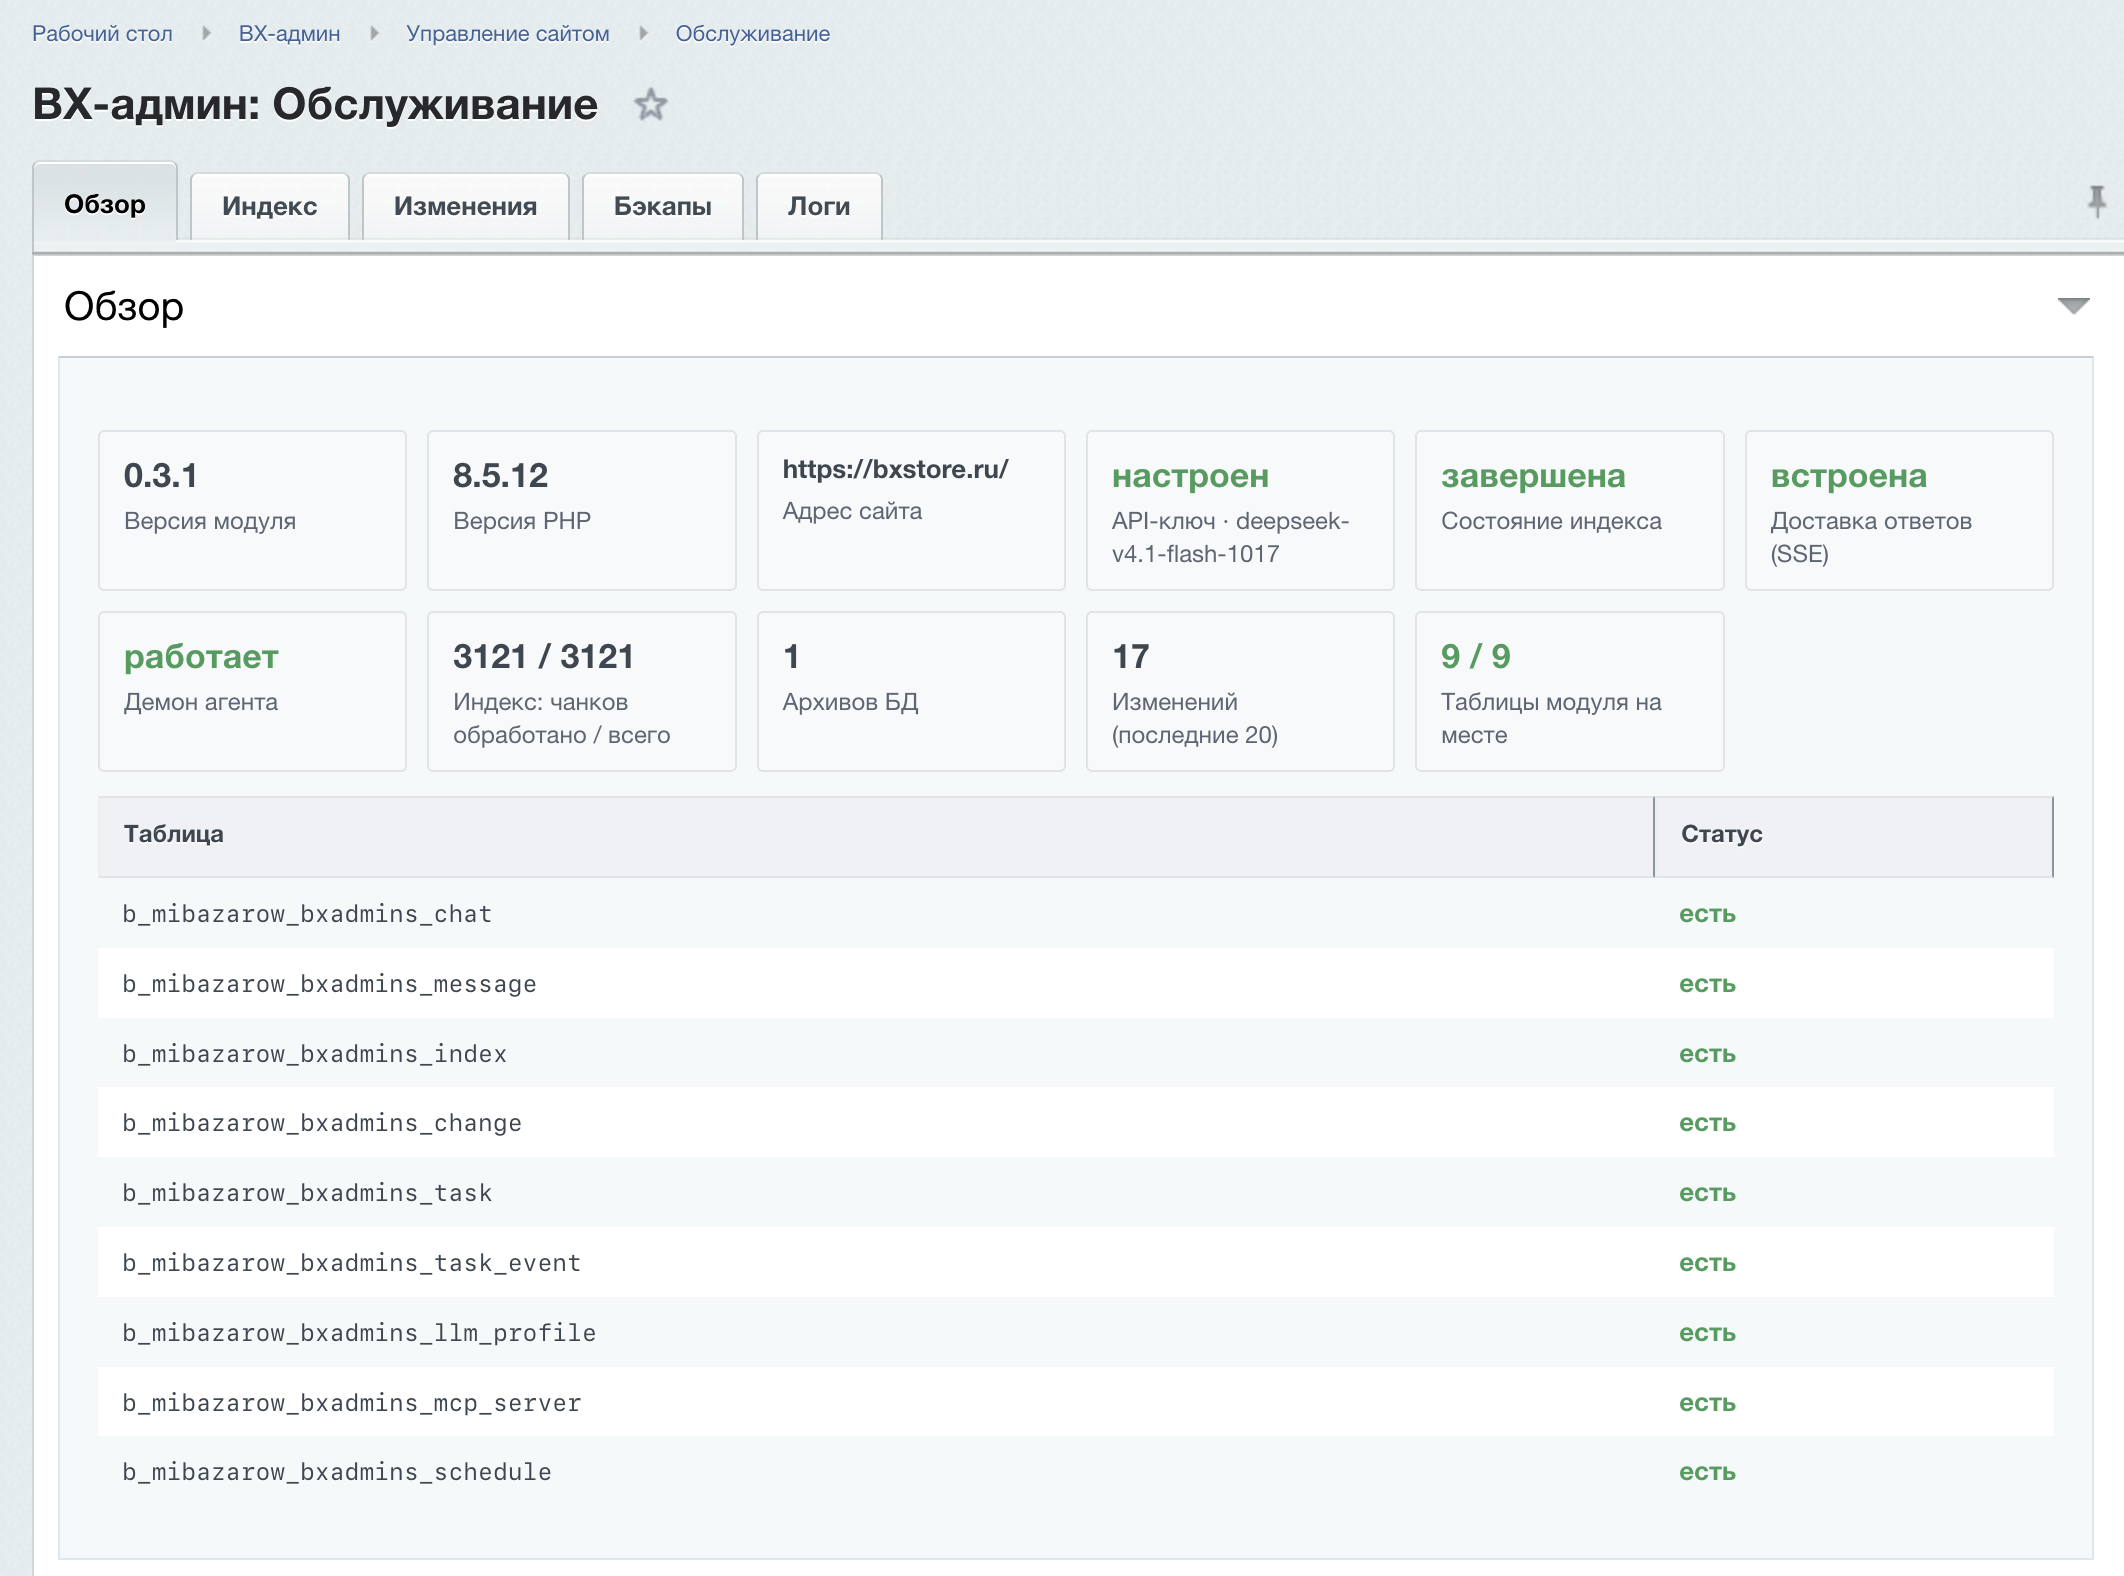 Рабочий стол
BX-админ
Управление сайтом
Обслуживание
BX-админ: Обслуживание
Обзор
Индекс
Изменения
Бэкапы
Логи
Обзор
0.3.1
Версия модуля
8.5.12
Версия PHP
https://bxstore.ru/
Адрес сайта
настроен
API-ключ · deepseek-
v4.1-flash-1017
завершена
Состояние индекса
встроена
Доставка ответов
(SSE)
работает
Демон агента
3121 / 3121
Индекс: чанков
обработано / всего
1
Архивов БД
17
Изменений
(последние 20)
9 / 9
Таблицы модуля на
месте
Таблица Статус
b_mibazarow_bxadmins_chat есть
b_mibazarow_bxadmins_message есть
b_mibazarow_bxadmins_index есть
b_mibazarow_bxadmins_change есть
b_mibazarow_bxadmins_task есть
b_mibazarow_bxadmins_task_event есть
b_mibazarow_bxadmins_llm_profile есть
b_mibazarow_bxadmins_mcp_server есть
b_mibazarow_bxadmins_schedule есть